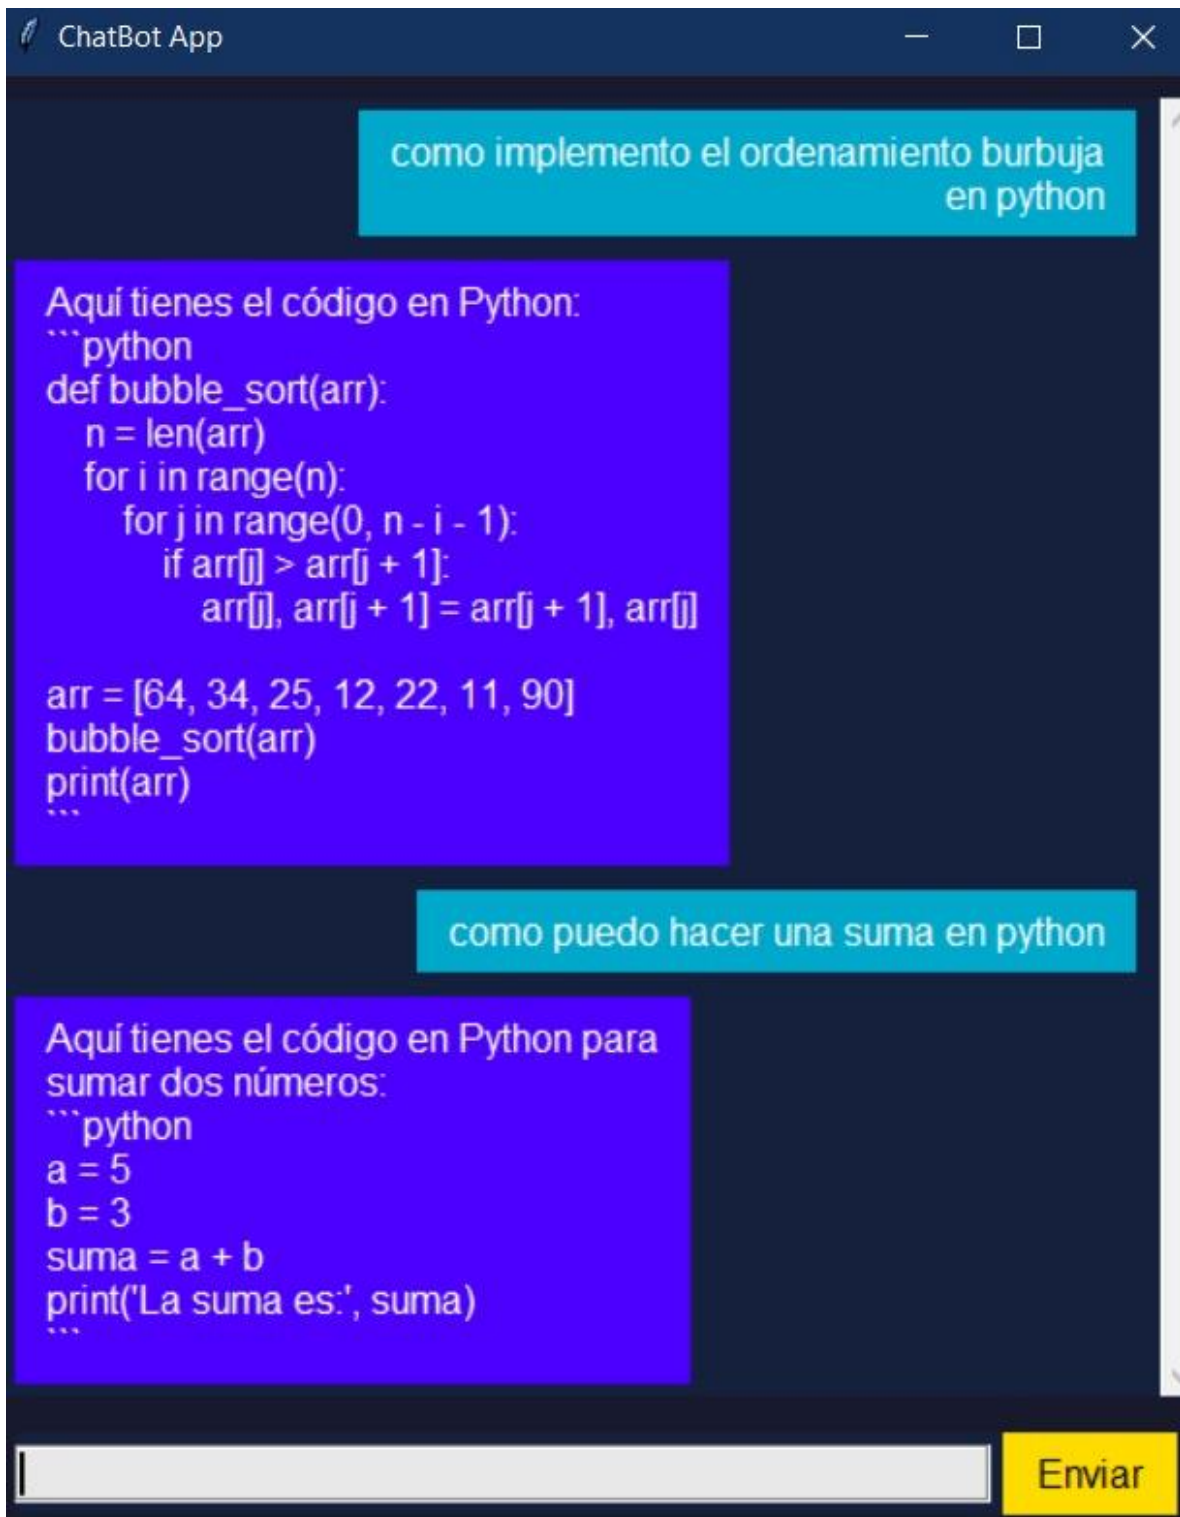 ChatBot App
como implemento el ordenamiento burbuja
en python
Aquí tienes el código en Python:
```python
def bubble_sort(arr):
    n = len(arr)
    for i in range(n):
        for j in range(0, n - i - 1):
            if arr[j] > arr[j + 1]:
                arr[j], arr[j + 1] = arr[j + 1], arr[j]

arr = [64, 34, 25, 12, 22, 11, 90]
bubble_sort(arr)
print(arr)
```
como puedo hacer una suma en python
Aquí tienes el código en Python para
sumar dos números:
```python
a = 5
b = 3
suma = a + b
print('La suma es:', suma)
```
Enviar